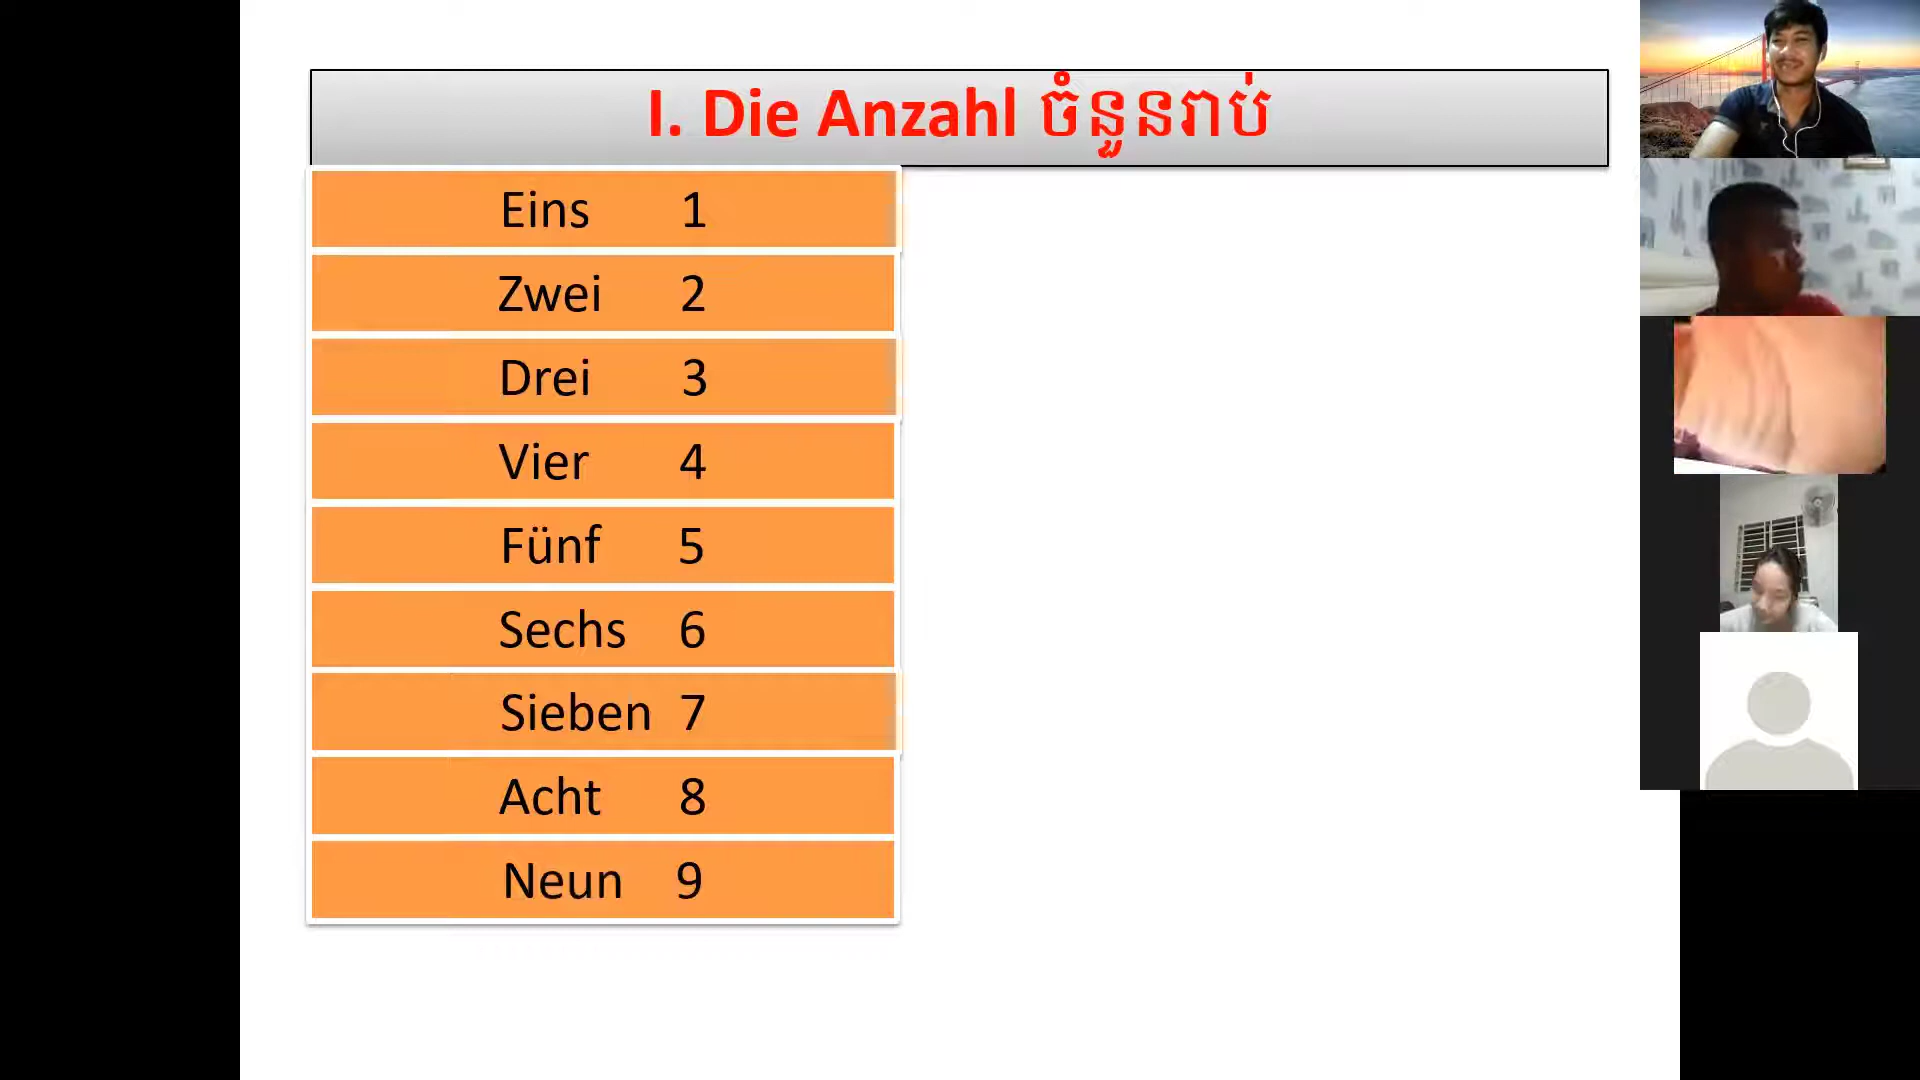 I. Die Anzahl ចំនួនរាប់
Eins 1
Zwei 2
Drei 3
Vier 4
Fünf 5
Sechs 6
Sieben 7
Acht 8
Neun 9